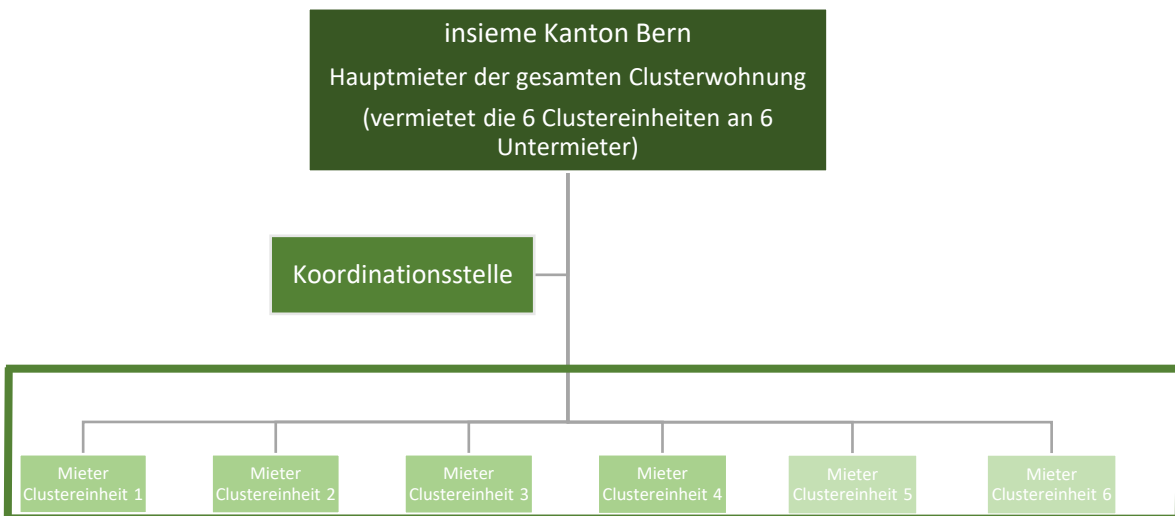 insieme Kanton Bern
Hauptmieter der gesamten Clusterwohnung
(vermietet die 6 Clustereinheiten an 6
Untermieter)
Koordinationsstelle
Mieter
Clustereinheit 1
Mieter
Clustereinheit 2
Mieter
Clustereinheit 3
Mieter
Clustereinheit 4
Mieter
Clustereinheit 5
Mieter
Clustereinheit 6